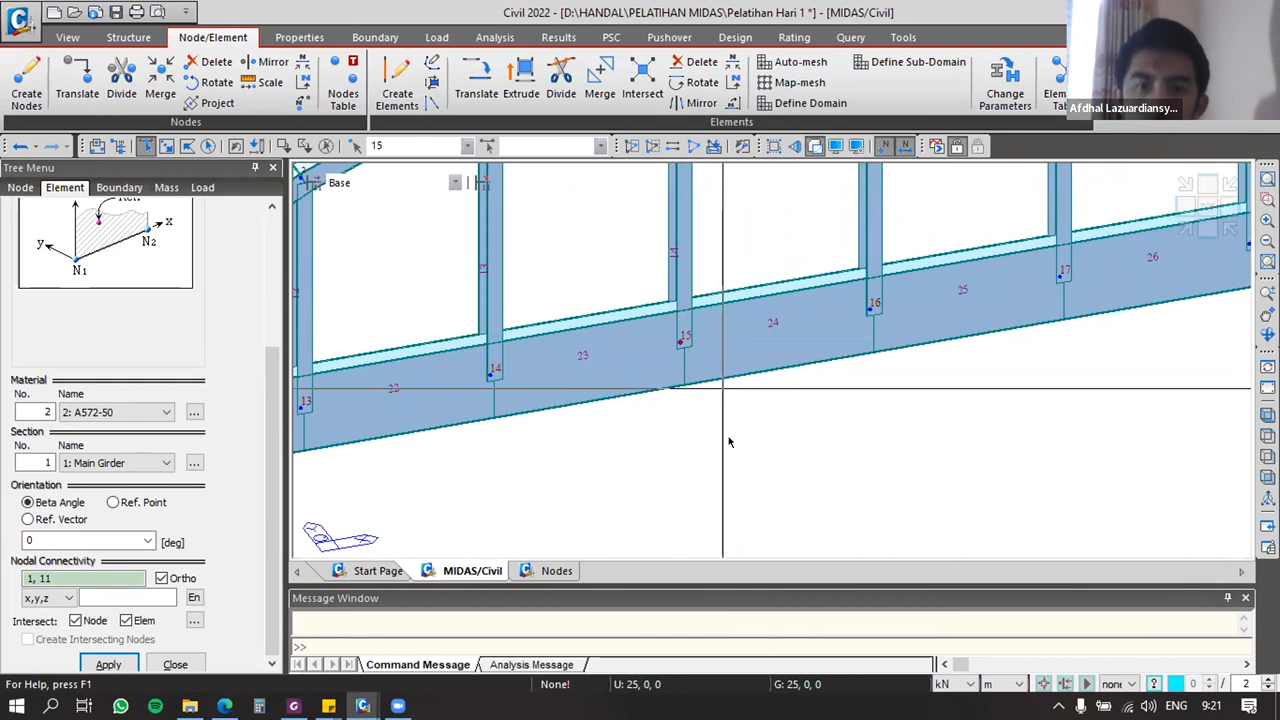 Civil 2022 - [D:\HANDAL\PELATIHAN MIDAS\Pelatihan Hari 1 *] - [MIDAS/Civil]
View Structure Node/Element Properties Boundary Load Analysis Results PSC Pushover Design Rating Query Tools
Create Nodes Translate Divide Merge Delete Rotate Project Mirror Scale Nodes Table
Create Elements Translate Extrude Divide Merge Intersect Delete Rotate Mirror Auto-mesh Map-mesh Define Domain Define Sub-Domain Change Parameters
Nodes Elements
Afdhal Lazuardiansy...
15
Tree Menu
Node Element Boundary Mass Load
Base
x
y
N1
N2
Material
No. Name
2 2: A572-50 ...
Section
No. Name
1 1: Main Girder ...
Orientation
Beta Angle Ref. Point
Ref. Vector
0 [deg]
Nodal Connectivity
1, 11 Ortho
x,y,z En
Intersect: Node Elem ...
Create Intersecting Nodes
Apply Close
13 14
13 14 15 16 17
22 23 24 25 26
Start Page MIDAS/Civil Nodes
Message Window
>>
Command Message Analysis Message
For Help, press F1 None! U: 25, 0, 0 G: 25, 0, 0 kN m none 0 / 2
ENG 9:21